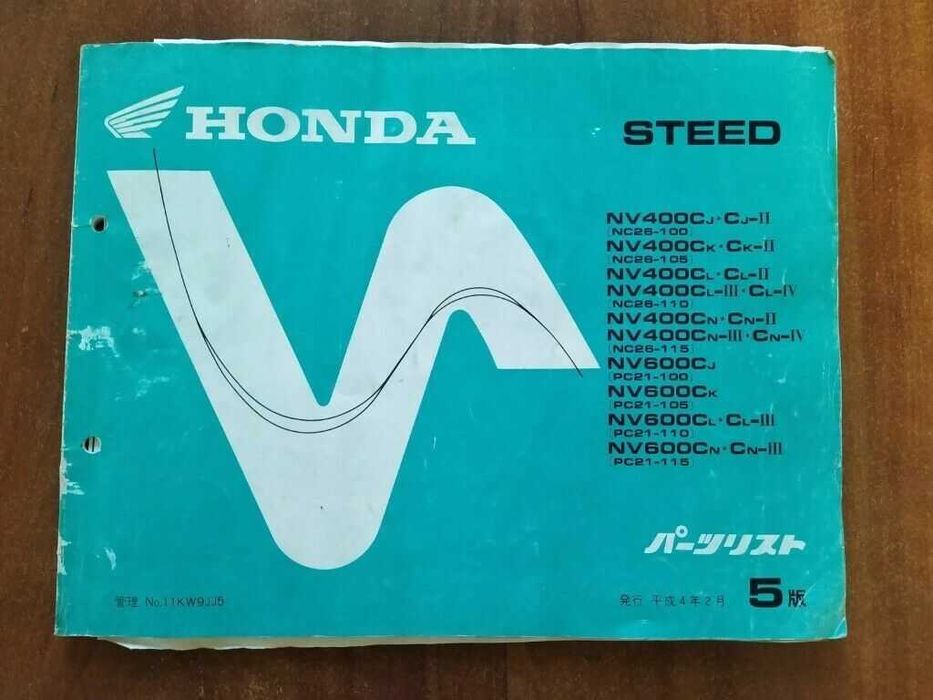 HONDA
STEED
NV400CJ・CJ-II
[NC26-100]
NV400CK・CK-II
[NC26-105]
NV400CL・CL-II
NV400CL-III・CL-IV
[NC26-110]
NV400CN・CN-II
NV400CN-III・CN-IV
[NC26-115]
NV600CJ
[PC21-100]
NV600CK
[PC21-105]
NV600CL・CL-III
[PC21-110]
NV600CN・CN-III
[PC21-115]
パーツリスト
管理 No.11KW9JJ5
発行 平成4年2月
5版